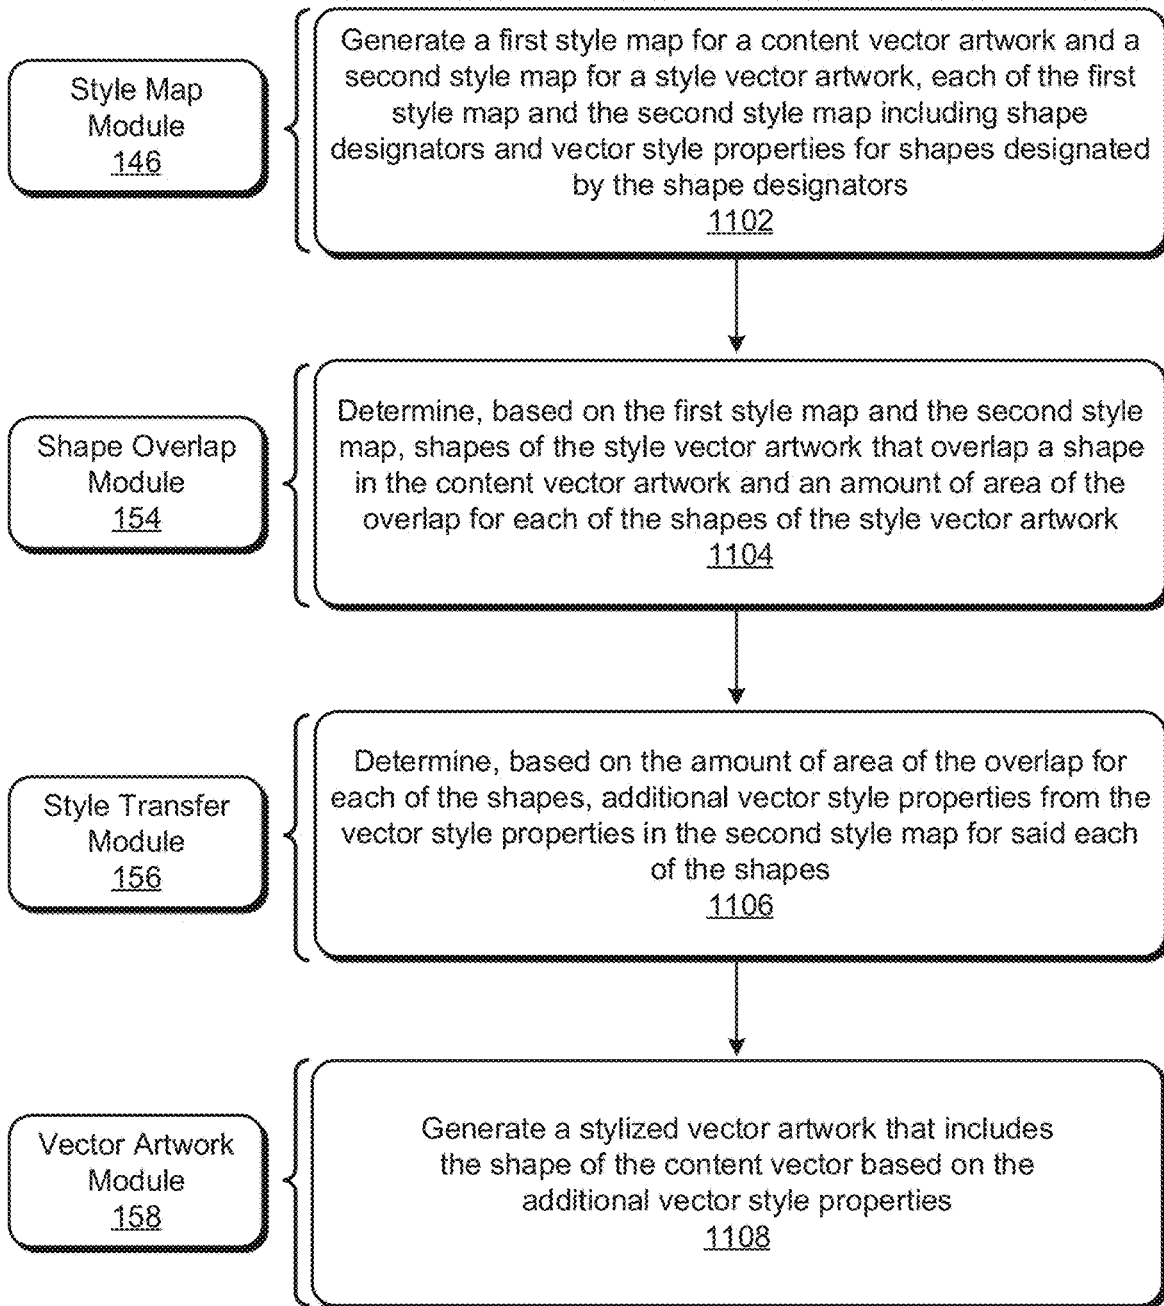 Style Map
Module
146
Generate a first style map for a content vector artwork and a
second style map for a style vector artwork, each of the first
style map and the second style map including shape
designators and vector style properties for shapes designated
by the shape designators
1102
Shape Overlap
Module
154
Determine, based on the first style map and the second style
map, shapes of the style vector artwork that overlap a shape
in the content vector artwork and an amount of area of the
overlap for each of the shapes of the style vector artwork
1104
Style Transfer
Module
156
Determine, based on the amount of area of the overlap for
each of the shapes, additional vector style properties from the
vector style properties in the second style map for said each
of the shapes
1106
Vector Artwork
Module
158
Generate a stylized vector artwork that includes
the shape of the content vector based on the
additional vector style properties
1108